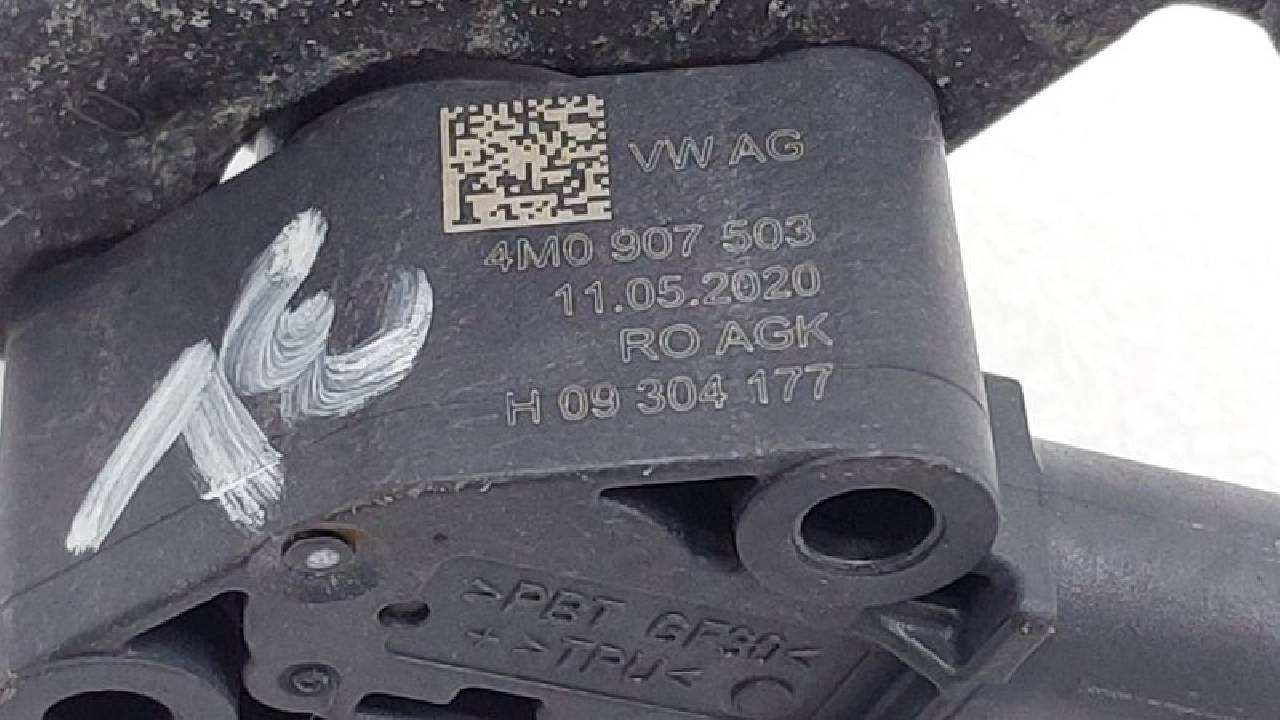 VW AG
4M0 907 503
11.05.2020
RO AGK
H 09 304 177
>PBT GF30<
+>TPU<